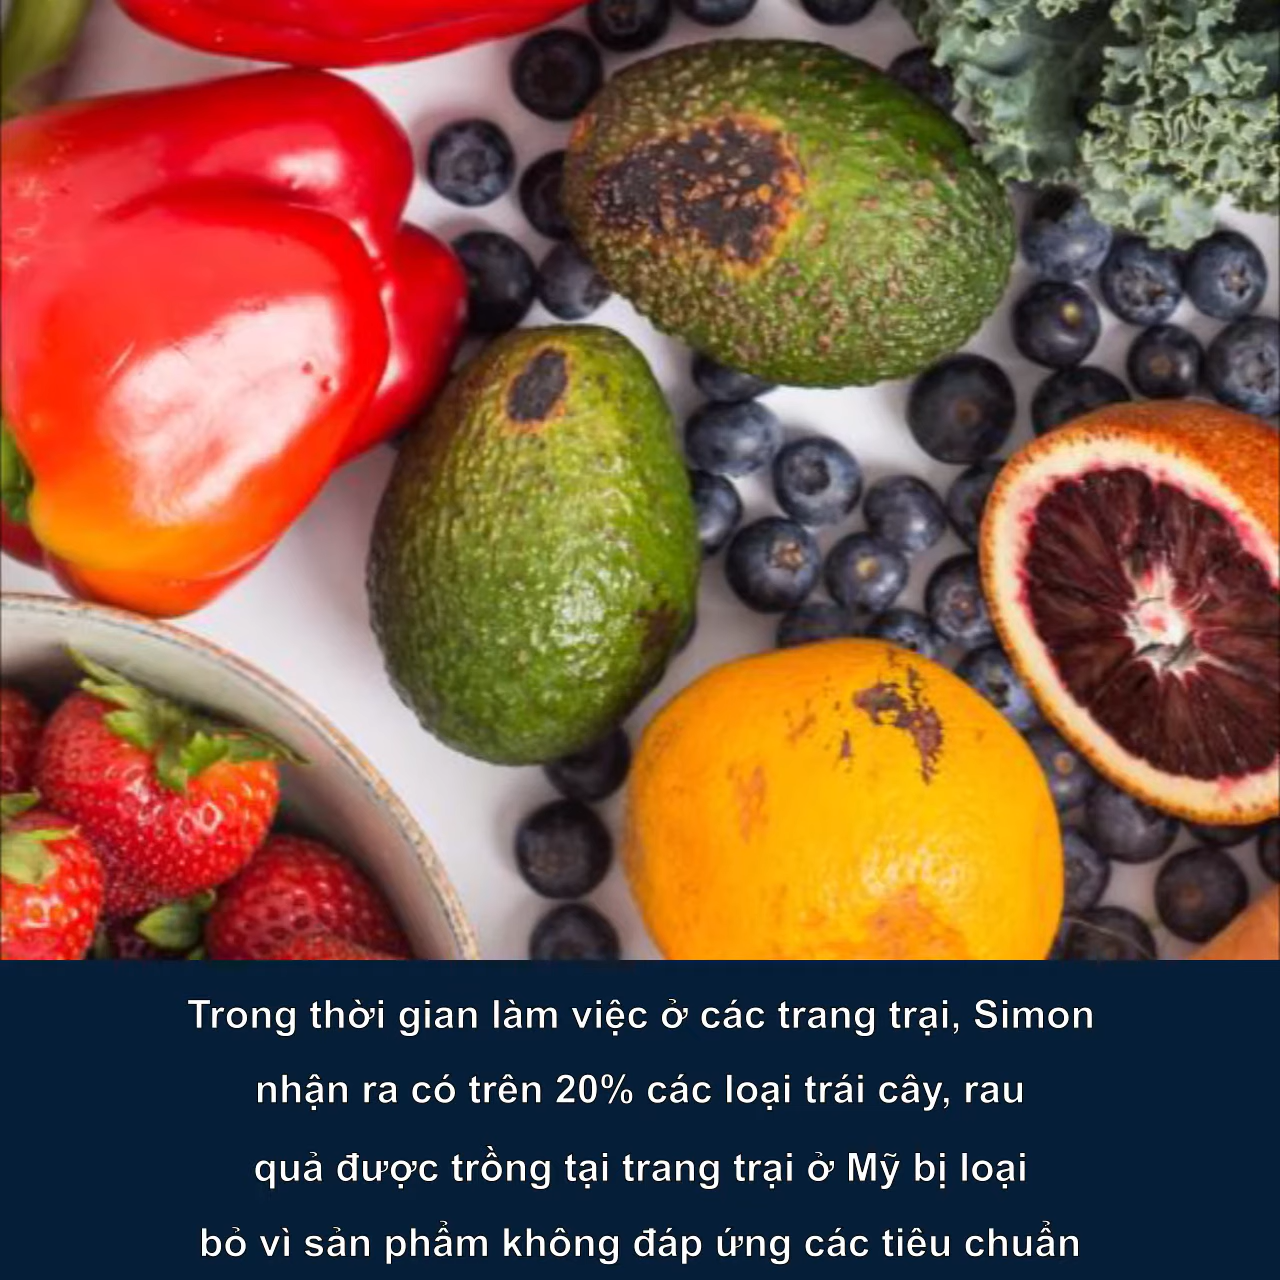 Trong thời gian làm việc ở các trang trại, Simon
nhận ra có trên 20% các loại trái cây, rau
quả được trồng tại trang trại ở Mỹ bị loại
bỏ vì sản phẩm không đáp ứng các tiêu chuẩn